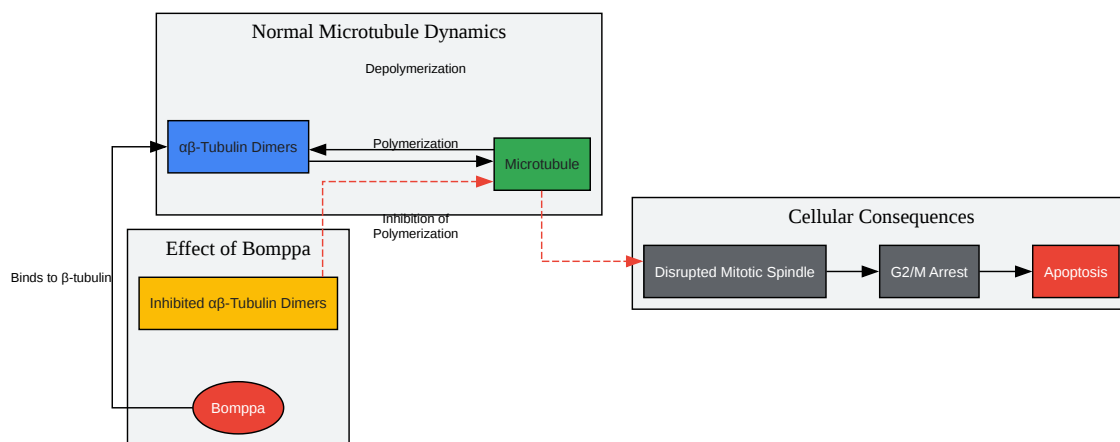 Normal Microtubule Dynamics
Depolymerization
αβ-Tubulin Dimers
Polymerization
Microtubule
Inhibition of
Polymerization
Effect of Bomppa
Binds to β-tubulin
Inhibited αβ-Tubulin Dimers
Bomppa
Cellular Consequences
Disrupted Mitotic Spindle
G2/M Arrest
Apoptosis